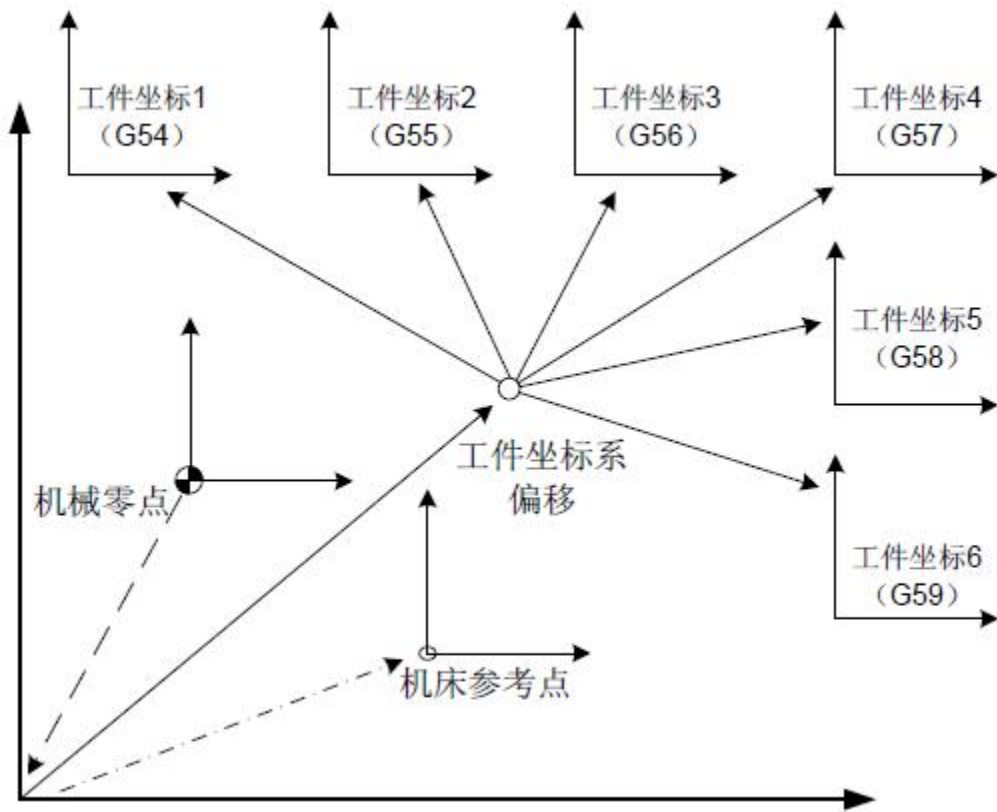 工件坐标1
（G54）
工件坐标2
（G55）
工件坐标3
（G56）
工件坐标4
（G57）
工件坐标5
（G58）
工件坐标系
偏移
机械零点
工件坐标6
（G59）
机床参考点